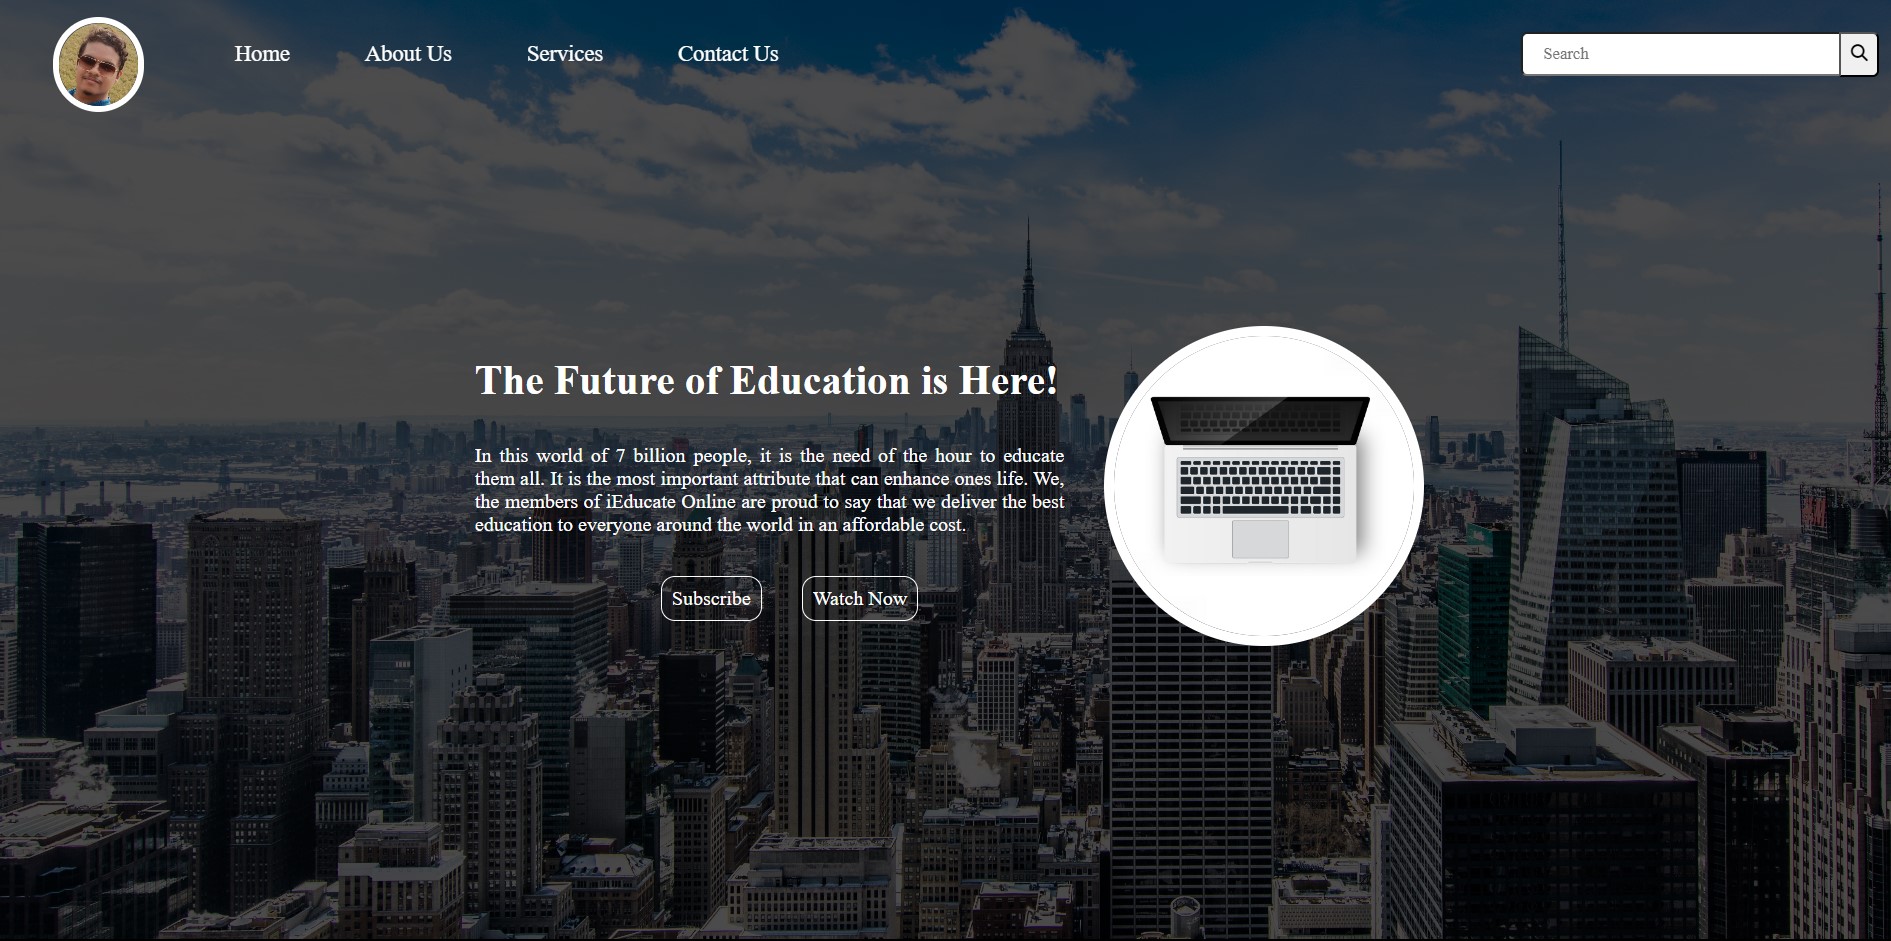 Home About Us Services Contact Us Search
The Future of Education is Here!
In this world of 7 billion people, it is the need of the hour to educate
them all. It is the most important attribute that can enhance ones life. We,
the members of iEducate Online are proud to say that we deliver the best
education to everyone around the world in an affordable cost.
Subscribe Watch Now